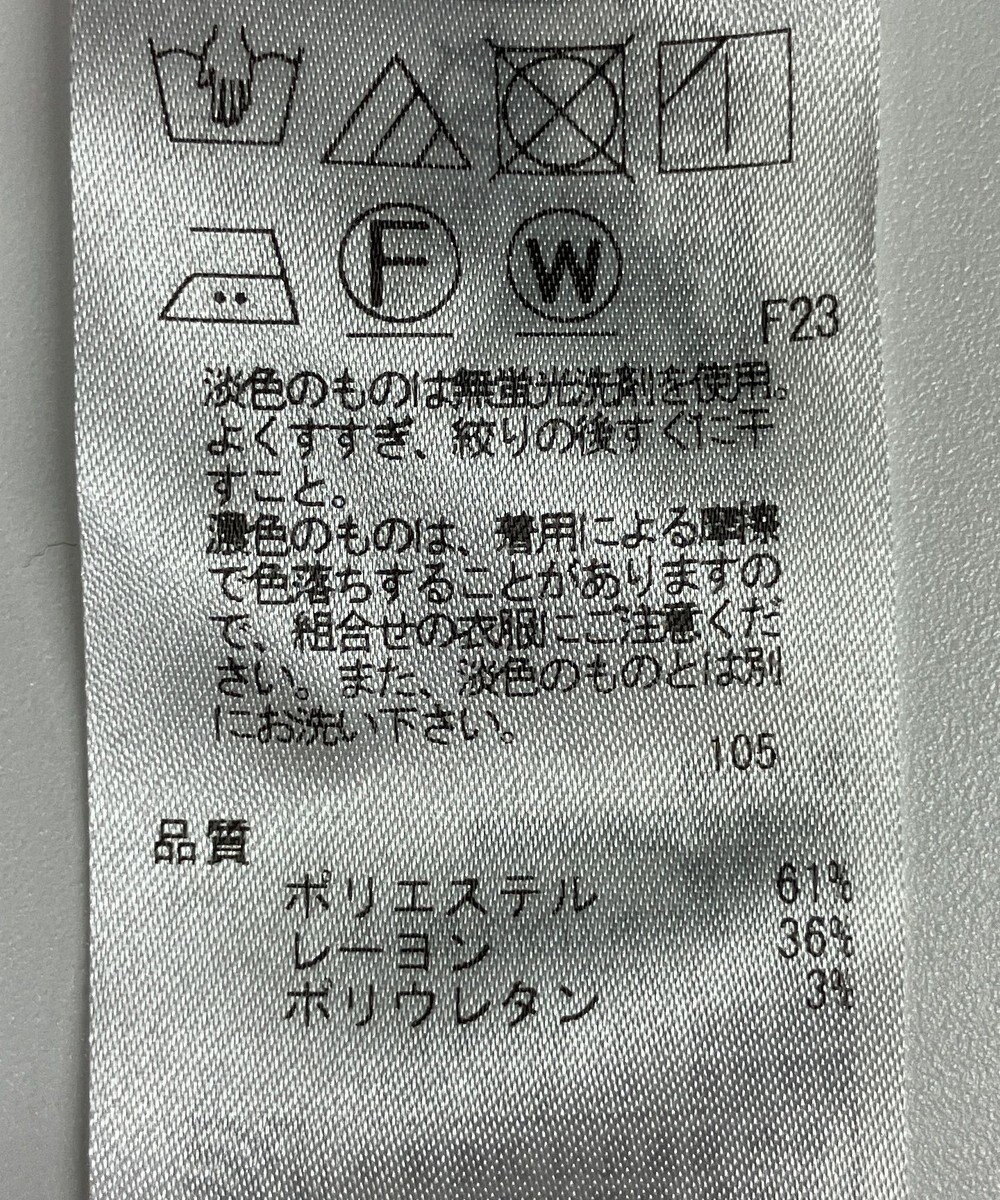 F
W
F23
淡色のものは無蛍光洗剤を使用。
よくすすぎ、絞りの後すぐに干
すこと。
濃色のものは、着用による摩擦
で色落ちすることがありますの
で、組合せの衣服にご注意くだ
さい。また、淡色のものとは別
にお洗い下さい。
105
品質
ポリエステル 61%
レーヨン 36%
ポリウレタン 3%